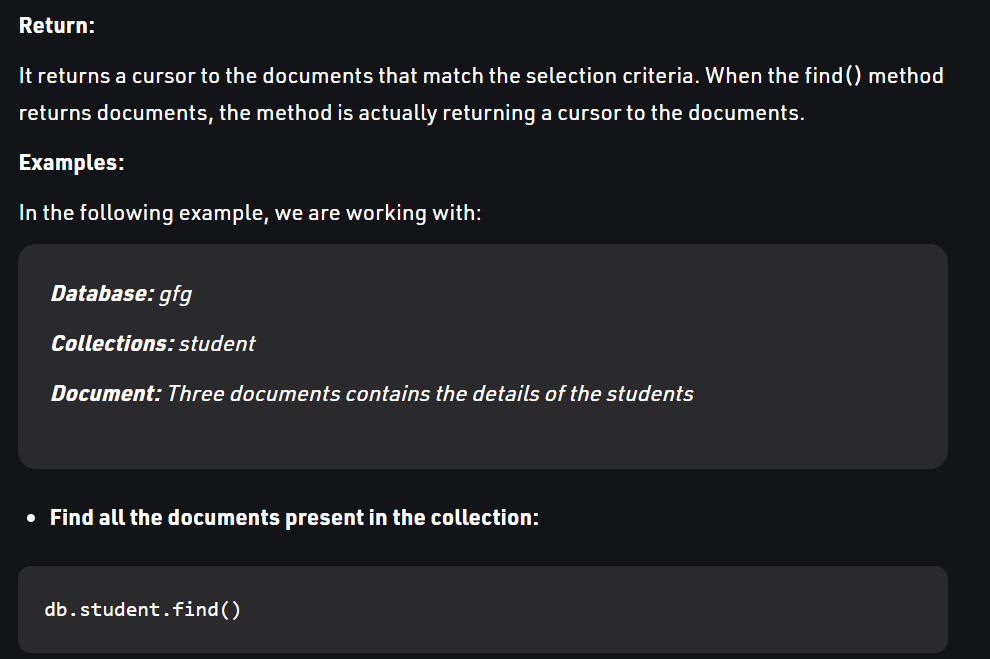 Return:
It returns a cursor to the documents that match the selection criteria. When the find() method
returns documents, the method is actually returning a cursor to the documents.
Examples:
In the following example, we are working with:
Database: gfg
Collections: student
Document: Three documents contains the details of the students
• Find all the documents present in the collection:
db.student.find()